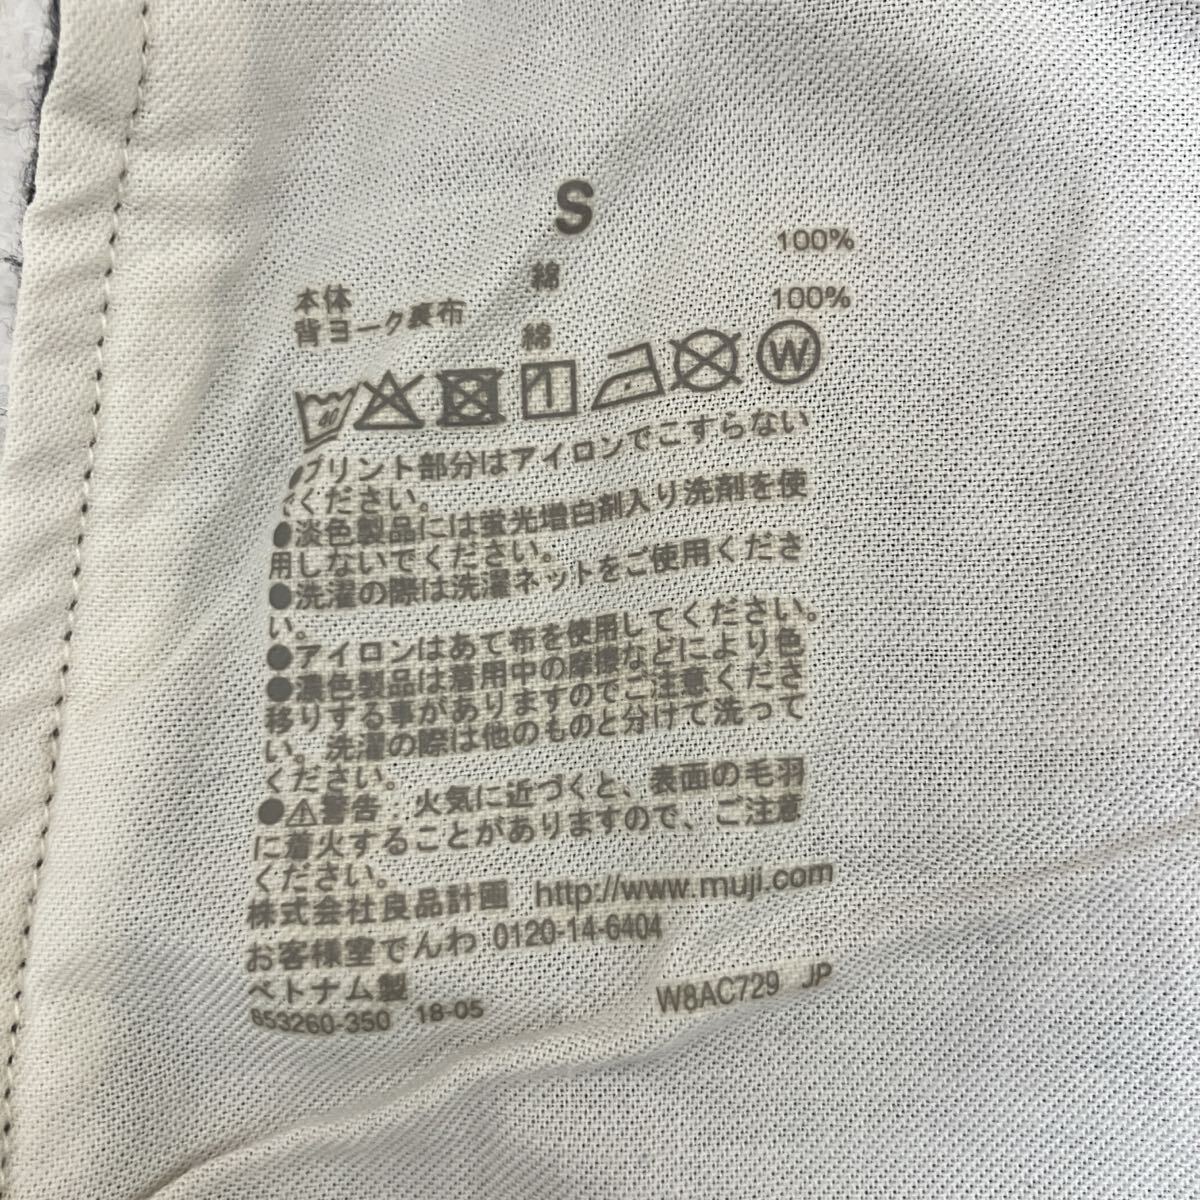 S
本体 綿 100%
背ヨーク裏布 綿 100%
40 W
●プリント部分はアイロンでこすらない
ください。
●淡色製品には蛍光増白剤入り洗剤を使
用しないでください。
●洗濯の際は洗濯ネットをご使用くださ
い。
●アイロンはあて布を使用してください。
●濃色製品は着用中の摩擦などにより色
移りする事がありますのでご注意くださ
い。洗濯の際は他のものと分けて洗って
ください。
●⚠警告：火気に近づくと、表面の毛羽
に着火することがありますので、ご注意
ください。
株式会社良品計画 http://www.muji.com
お客様室でんわ 0120-14-6404
ベトナム製
853260-350 18-05 W8AC729 JP